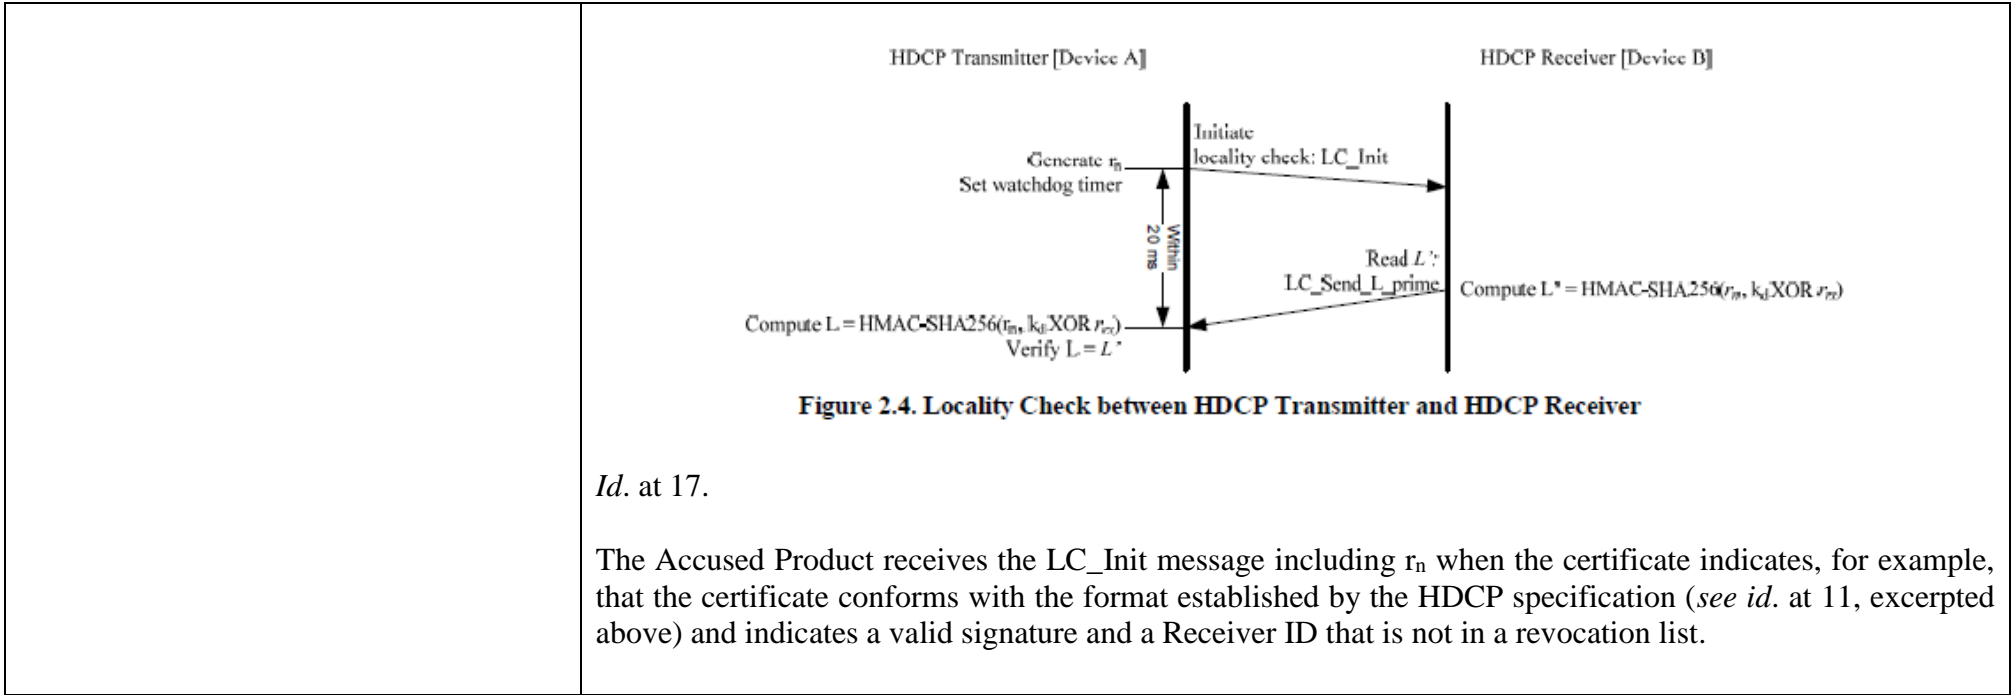 HDCP Transmitter [Device A]
HDCP Receiver [Device B]
Initiate
locality check: LC_Init
Generate rn
Set watchdog timer
Within
20 ms
Read L':
LC_Send_L_prime
Compute L' = HMAC-SHA256(rn, kd XOR rrx)
Compute L = HMAC-SHA256(rn, kd XOR rrx)
Verify L = L'
Figure 2.4. Locality Check between HDCP Transmitter and HDCP Receiver
Id. at 17.
The Accused Product receives the LC_Init message including rn when the certificate indicates, for example,
that the certificate conforms with the format established by the HDCP specification (see id. at 11, excerpted
above) and indicates a valid signature and a Receiver ID that is not in a revocation list.